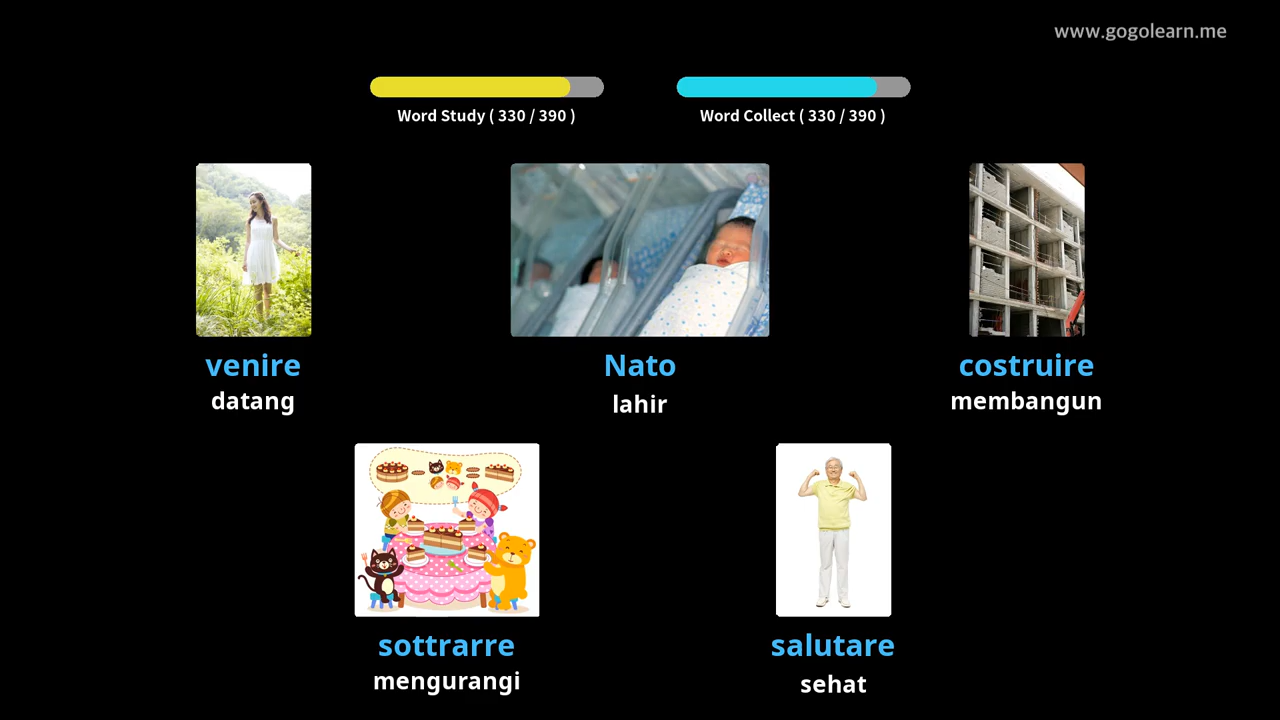 www.gogolearn.me
Word Study ( 330 / 390 )
Word Collect ( 330 / 390 )
venire
datang
Nato
lahir
costruire
membangun
sottrarre
mengurangi
salutare
sehat